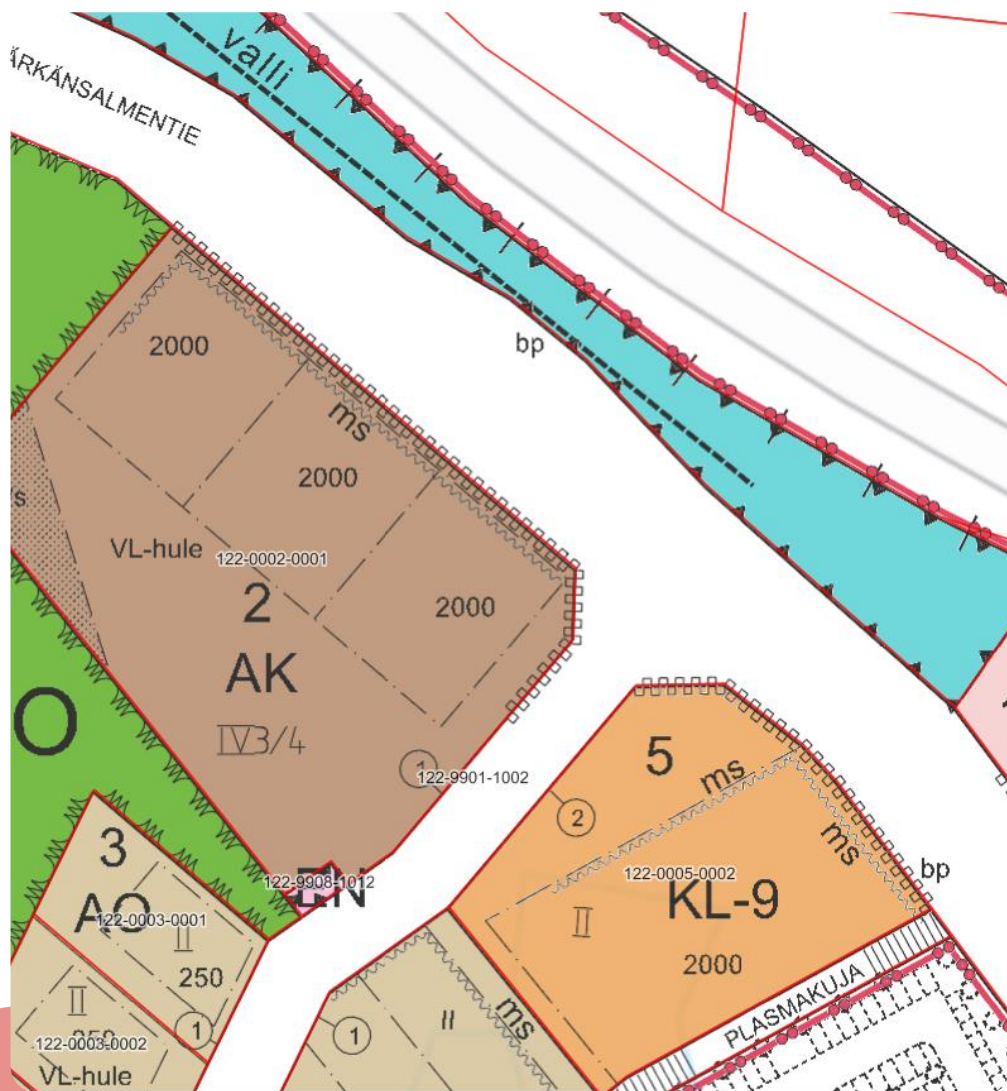 valli
ÄRKÄNSALMENTIE
bp
2000
ms
2000
s
VL-hule
122-0002-0001
2
2000
AK
IV3/4
O
1
122-9901-1002
5
ms
2
ms
bp
122-0005-0002
KL-9
II
2000
3
122-9908-1012
EN
AO
122-0003-0001
II
250
PLASMAKUJA
II
ms
II
1
1
122-0003-0002
VL-hule